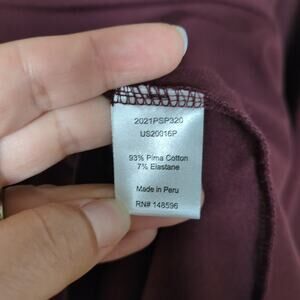 2021PSP320
US20016P
93% Pima Cotton
7% Elastane
Made in Peru
RN# 148596